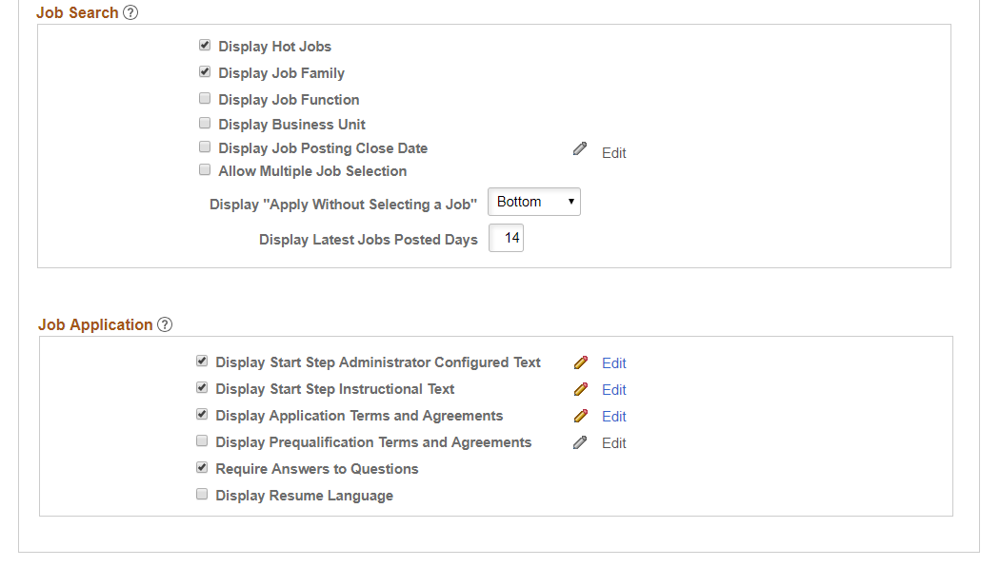 Job Search ?
Display Hot Jobs
Display Job Family
Display Job Function
Display Business Unit
Display Job Posting Close Date Edit
Allow Multiple Job Selection
Display "Apply Without Selecting a Job" Bottom
Display Latest Jobs Posted Days 14
Job Application ?
Display Start Step Administrator Configured Text Edit
Display Start Step Instructional Text Edit
Display Application Terms and Agreements Edit
Display Prequalification Terms and Agreements Edit
Require Answers to Questions
Display Resume Language